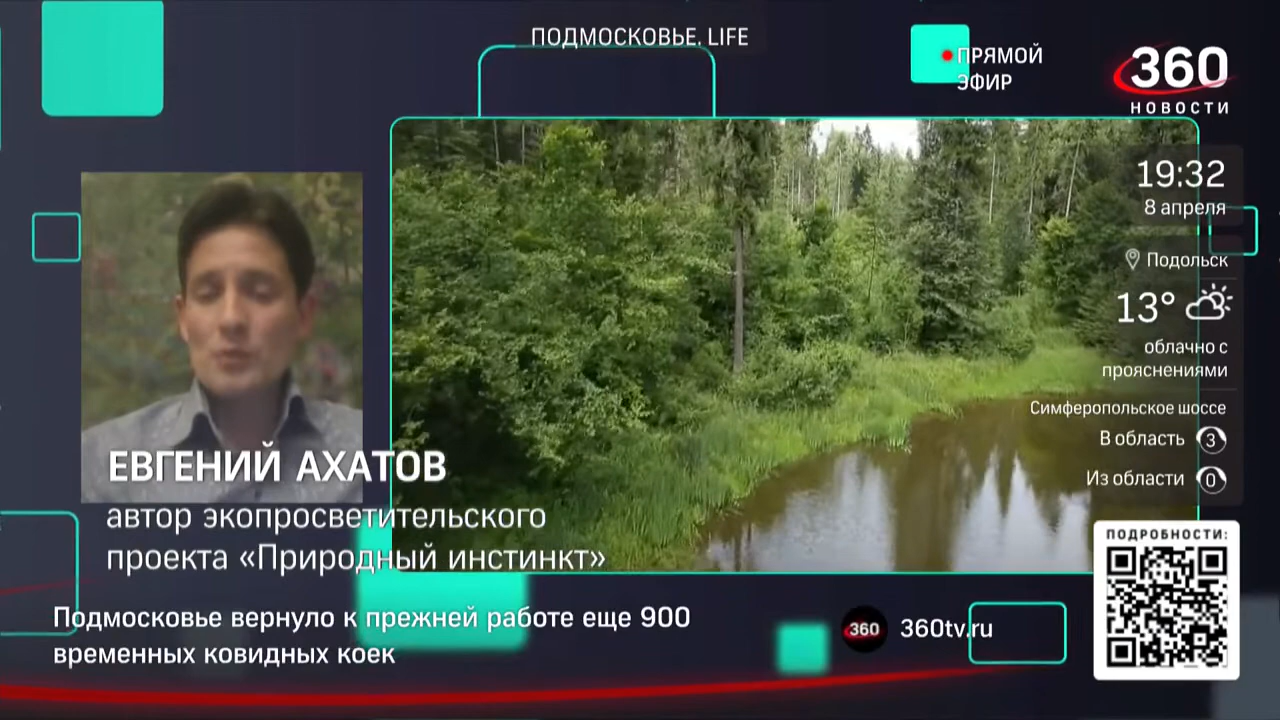 ПОДМОСКОВЬЕ. LIFE
ПРЯМОЙ
ЭФИР
360
НОВОСТИ
19:32
8 апреля
Подольск
13°
облачно с
прояснениями
Симферопольское шоссе
В область 3
Из области 0
ЕВГЕНИЙ АХАТОВ
автор экопросветительского
проекта «Природный инстинкт»
ПОДРОБНОСТИ:
Подмосковье вернуло к прежней работе еще 900
временных ковидных коек
360 360tv.ru